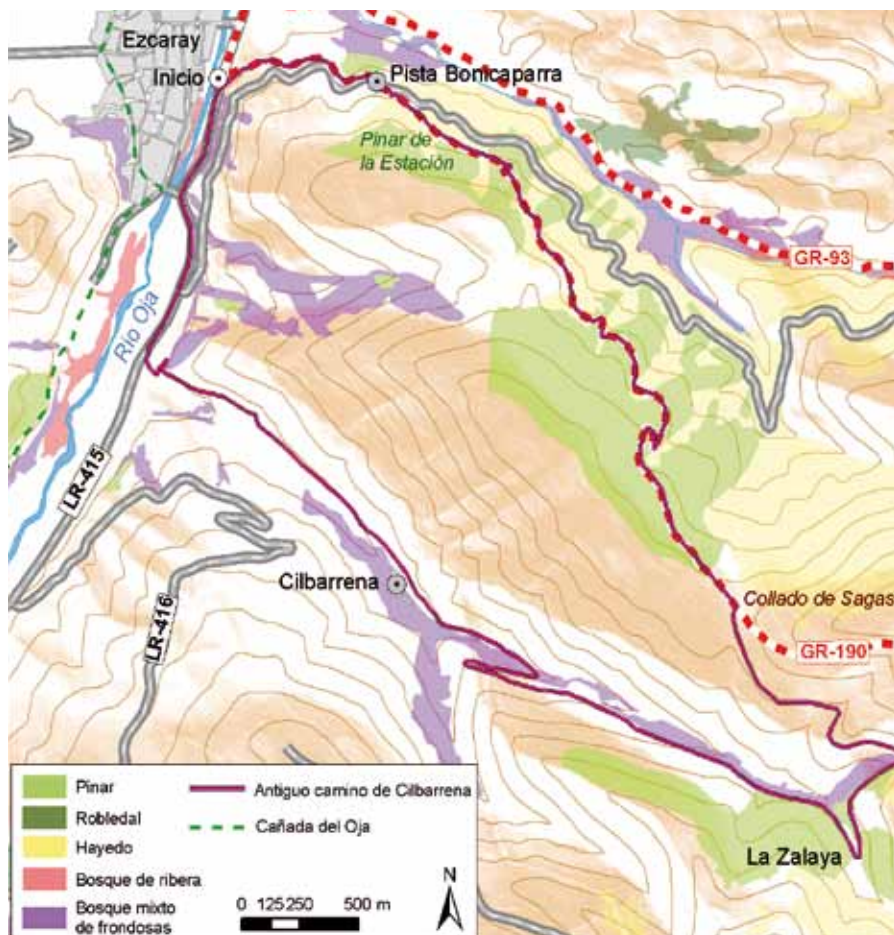 Ezcaray
Inicio
Pista Bonicaparra
Pinar de
la Estación
GR-93
Río Oja
LR-415
Cilbarrena
Collado de Sagas
LR-416
GR-190
La Zalaya
Pinar
Robledal
Hayedo
Bosque de ribera
Bosque mixto
de frondosas
Antiguo camino de Cilbarrena
Cañada del Oja
N
0 125250 500 m